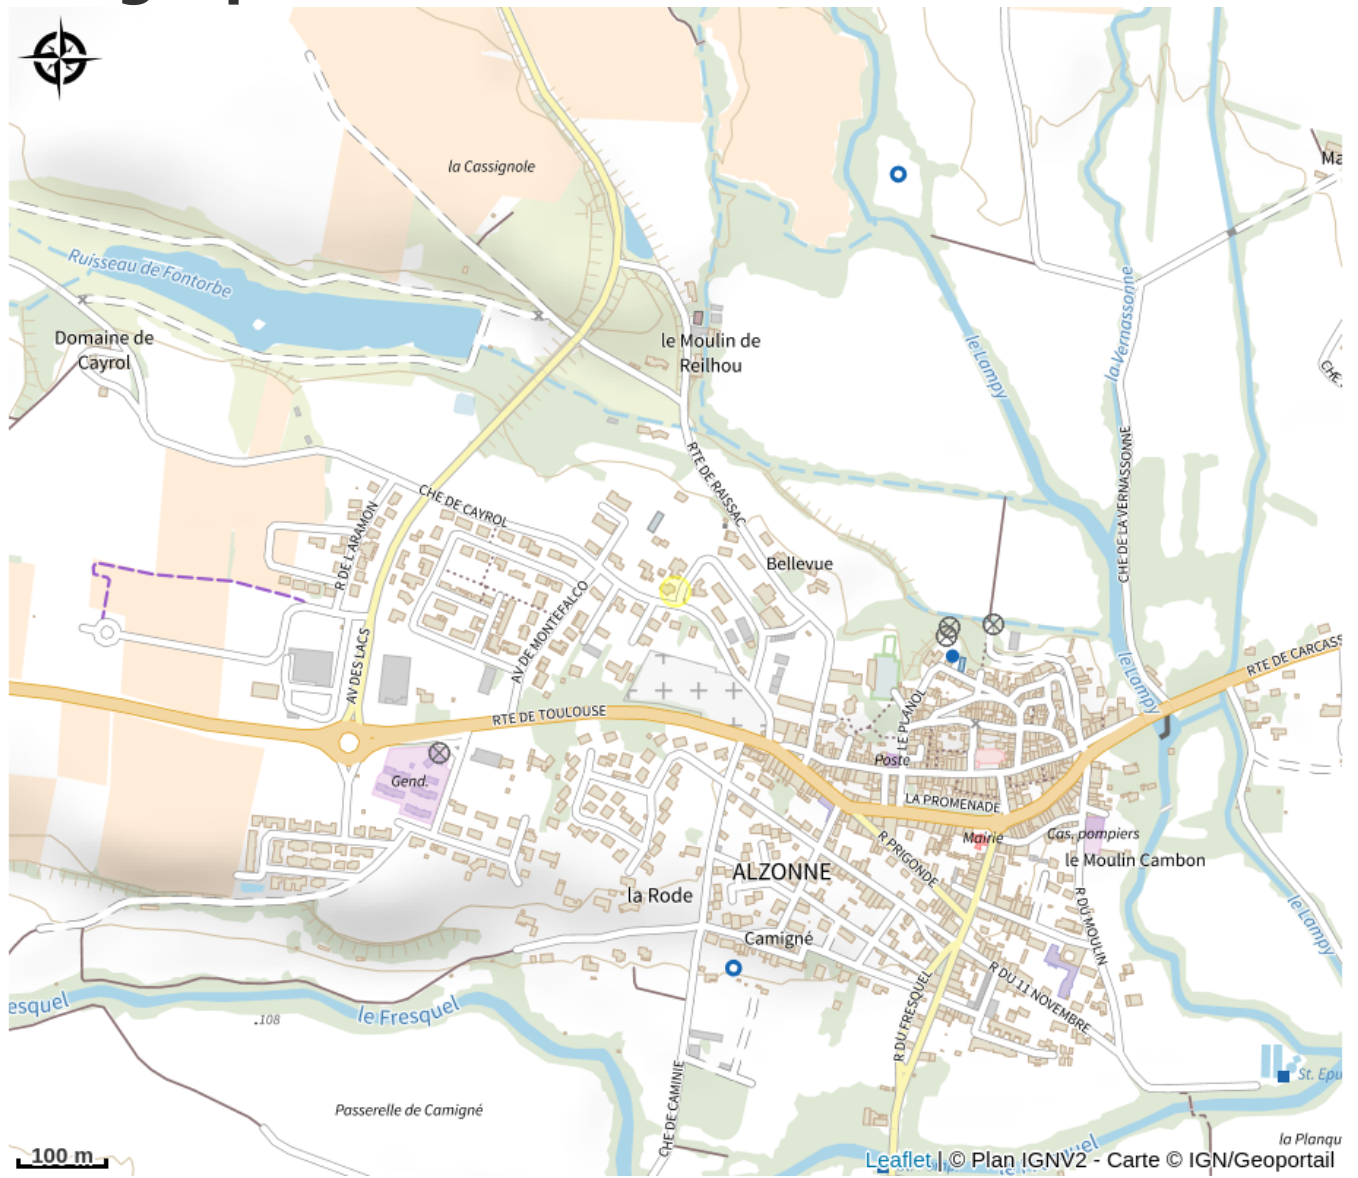 la Cassignole
Ma
Ruisseau de Fontorbe
Domaine de
Cayrol
le Moulin de
Reilhou
le Lampy
la Vernassonne
CHE
RTE DE RAISSAC
CHE DE CAYROL
R DE L'ARAMON
CHE DE LA VERNASSONNE
Bellevue
AV DE MONTEFALCO
AV DES LACS
RTE DE TOULOUSE
le Lampy
RTE DE CARCASS
LE PLANOL
Poste
Gend.
LA PROMENADE
Mairie
Cas. pompiers
le Moulin Cambon
R PRIGONDE
ALZONNE
la Rode
Camigné
R DU MOULIN
le Lampy
R DU 11 NOVEMBRE
esquel
le Fresquel
.108
R DU FRESQUEL
St. Epu
Passerelle de Camigné
CHE DE CAMINIE
la Planqu
100 m
Leaflet | © Plan IGNV2 - Carte © IGN/Geoportail